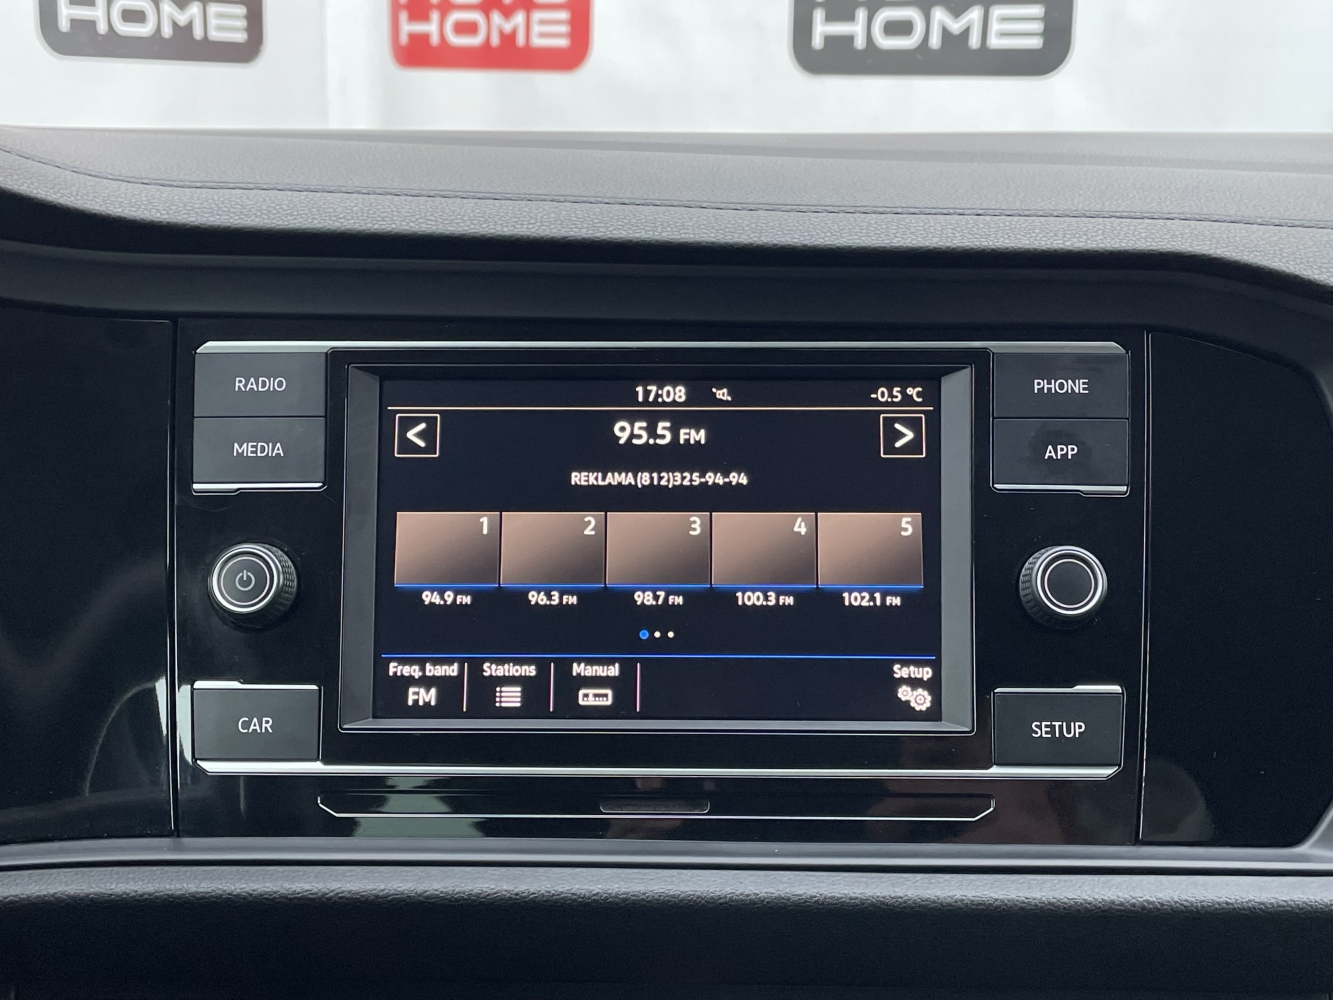 HOME
HOME
HOME
RADIO
MEDIA
PHONE
APP
17:08
-0.5 °C
<
95.5 FM
>
REKLAMA (812)325-94-94
1
2
3
4
5
94.9 FM
96.3 FM
98.7 FM
100.3 FM
102.1 FM
Freq. band
FM
Stations
Manual
Setup
CAR
SETUP